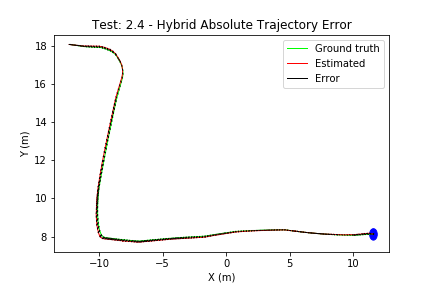 Test: 2.4 - Hybrid Absolute Trajectory Error
Ground truth
Estimated
Error
18
16
14
12
10
8
Y (m)
−10
−5
0
5
10
X (m)